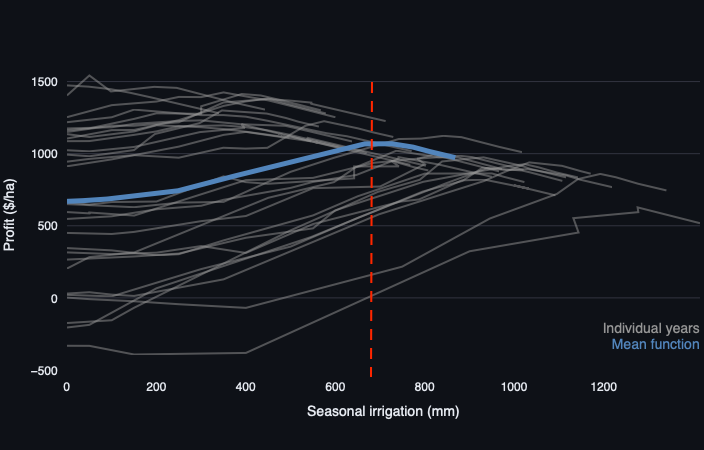 1500
1000
500
0
−500
Profit ($/ha)
0 200 400 600 800 1000 1200
Seasonal irrigation (mm)
Individual years
Mean function